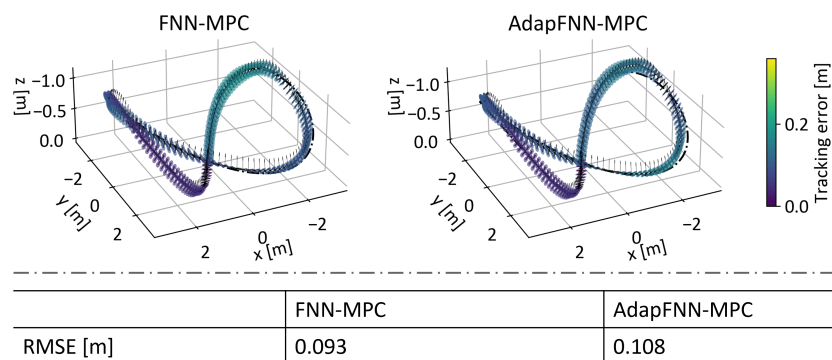 FNN-MPC
AdapFNN-MPC
z [m]
−1.0
−0.5
0.0
−2
0
2
y [m]
2
0
−2
x [m]
z [m]
−1.0
−0.5
0.0
−2
0
2
y [m]
2
0
−2
x [m]
0.2
0.0
Tracking error [m]
FNN-MPC AdapFNN-MPC
RMSE [m] 0.093 0.108